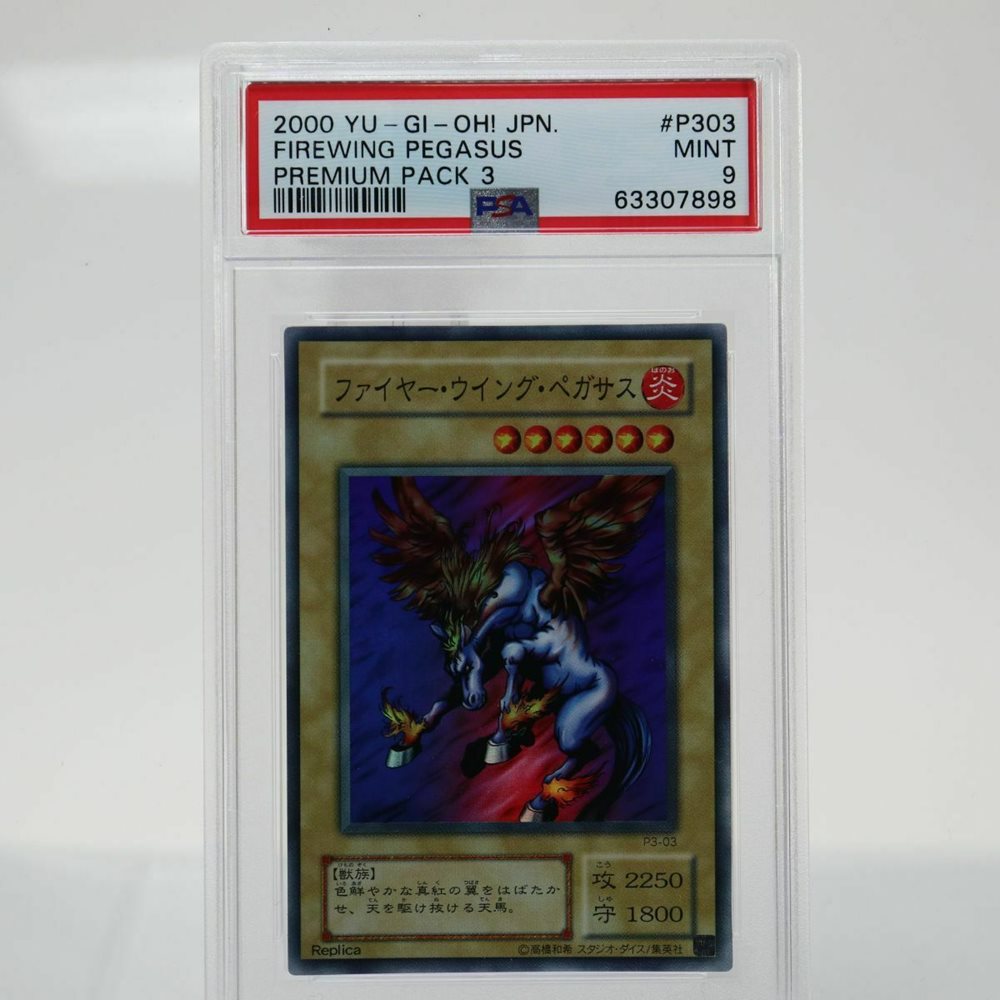 2000 YU-GI-OH! JPN. #P303
FIREWING PEGASUS MINT
PREMIUM PACK 3 9
PSA 63307898
ファイヤー・ウイング・ペガサス 炎
P3-03
【獣族】
色鮮やかな真紅の翼をはばたか
せ、天を駆け抜ける天馬。
攻 2250
守 1800
Replica ©高橋和希 スタジオ・ダイス/集英社